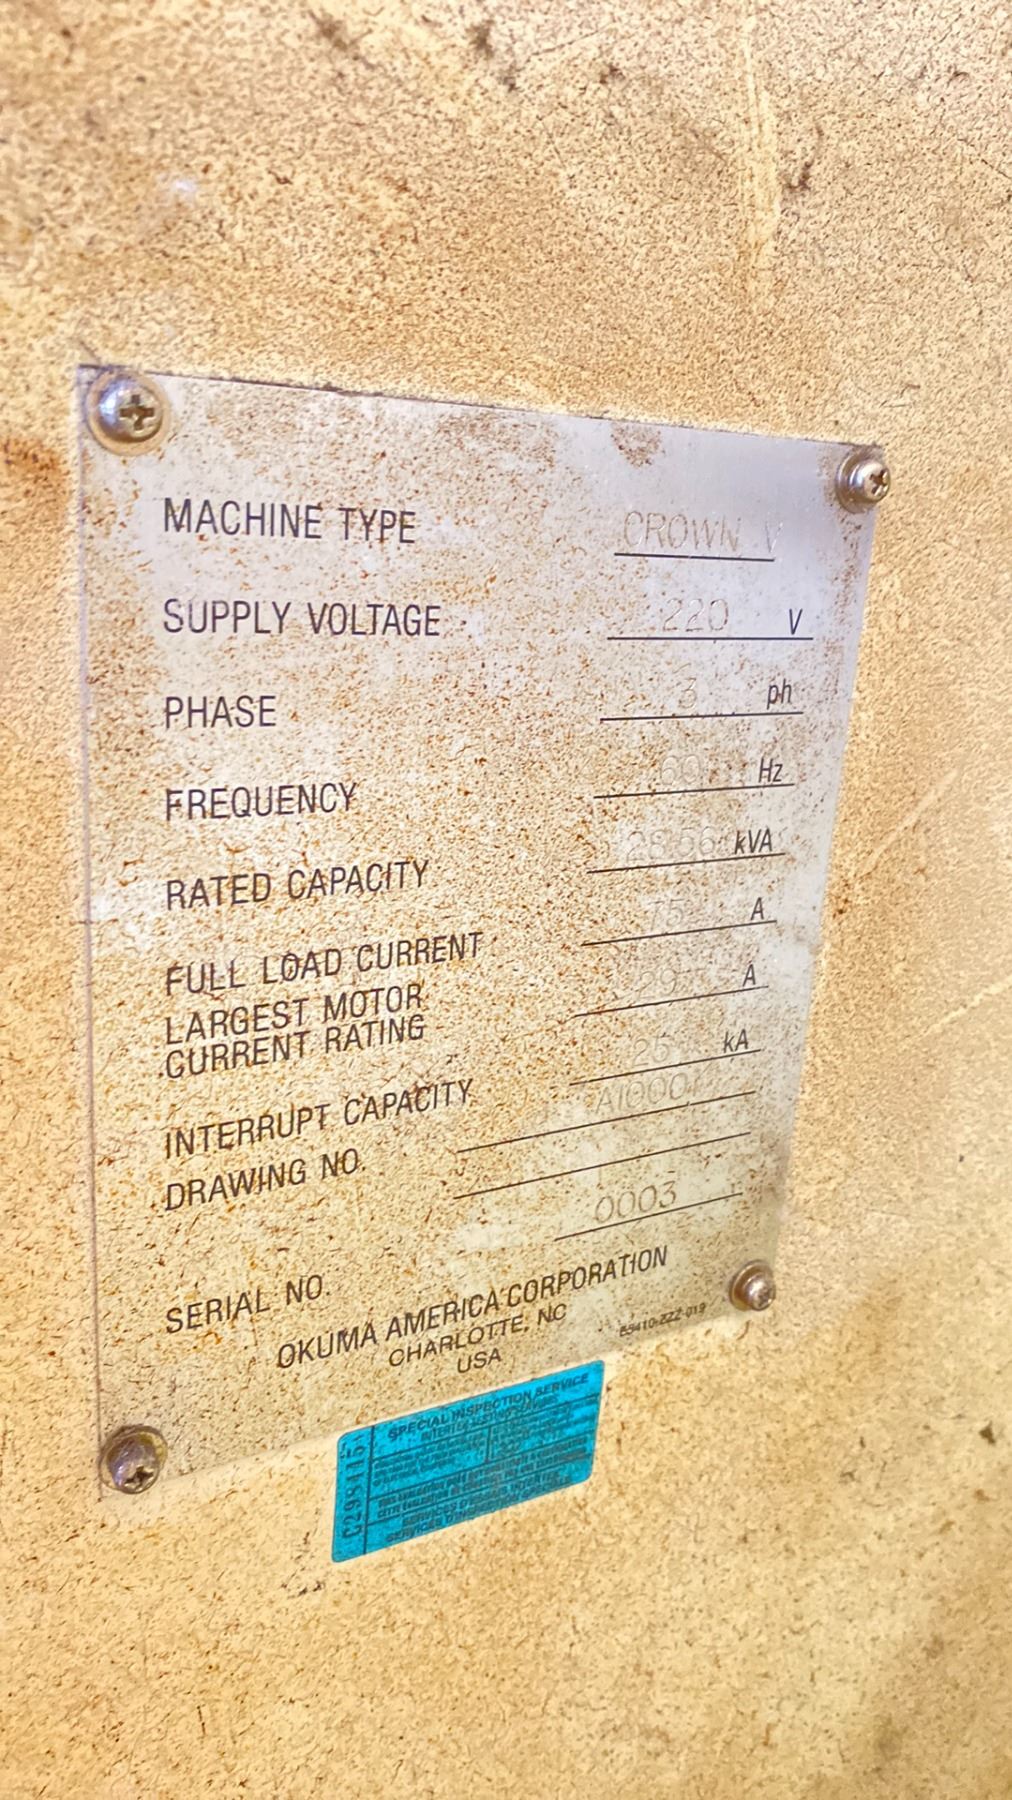 MACHINE TYPE CROWN V
SUPPLY VOLTAGE 220 V
PHASE 3 ph
FREQUENCY 60 Hz
RATED CAPACITY 28.56 kVA
FULL LOAD CURRENT 75 A
LARGEST MOTOR
CURRENT RATING 29 A
INTERRUPT CAPACITY 25 kA
DRAWING NO.
SERIAL NO. 0003
OKUMA AMERICA CORPORATION
CHARLOTTE, NC
USA
SPECIAL INSPECTION SERVICE